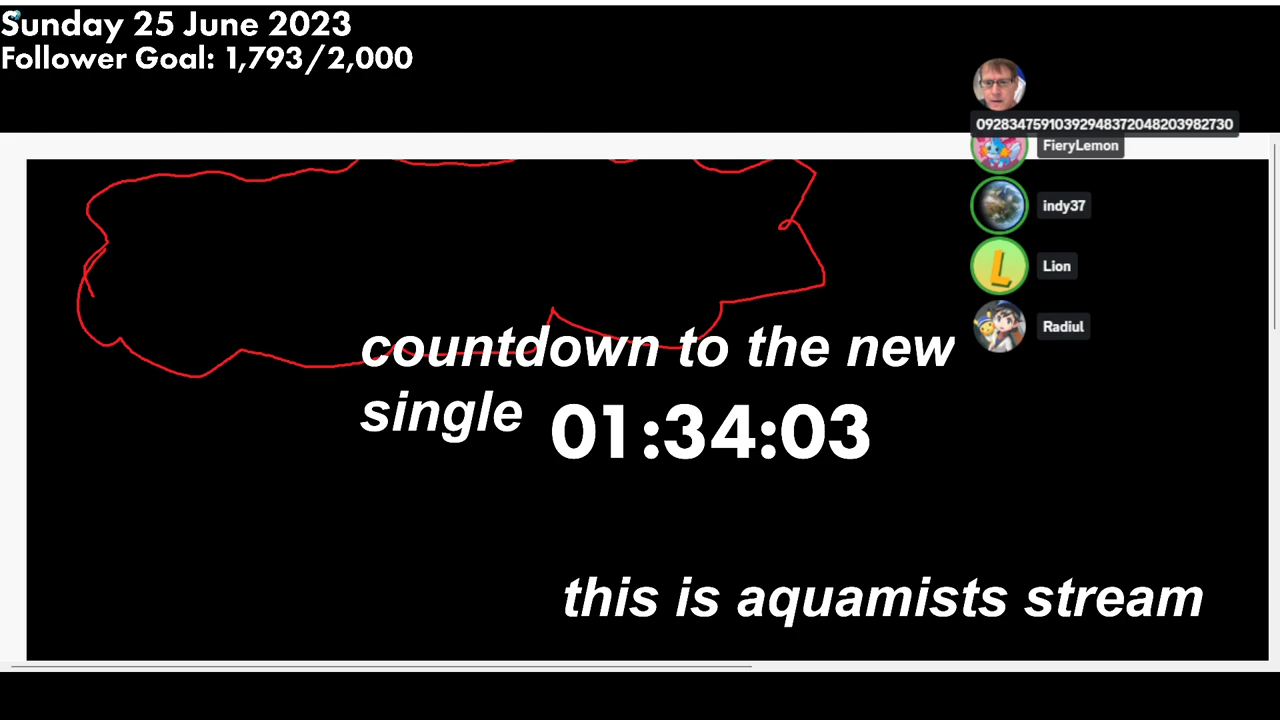 Sunday 25 June 2023
Follower Goal: 1,793/2,000
09283475910392948372048203982730
FieryLemon
indy37
L
Lion
Radiul
countdown to the new
single
01:34:03
this is aquamists stream